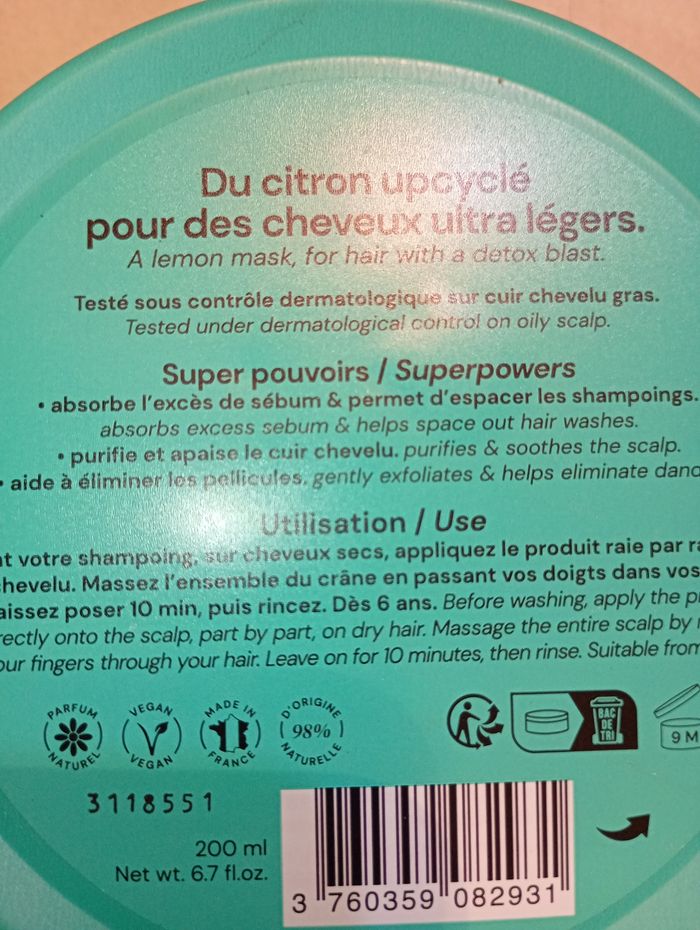 Du citron upcyclé
pour des cheveux ultra légers.
A lemon mask, for hair with a detox blast.
Testé sous contrôle dermatologique sur cuir chevelu gras.
Tested under dermatological control on oily scalp.
Super pouvoirs / Superpowers
• absorbe l'excès de sébum & permet d'espacer les shampoings.
absorbs excess sebum & helps space out hair washes.
• purifie et apaise le cuir chevelu. purifies & soothes the scalp.
• aide à éliminer les pellicules. gently exfoliates & helps eliminate
Utilisation / Use
votre shampoing, sur cheveux secs, appliquez le produit raie par
chevelu. Massez l'ensemble du crâne en passant vos doigts dans vos
laissez poser 10 min, puis rincez. Dès 6 ans. Before washing, apply the
rectly onto the scalp, part by part, on dry hair. Massage the entire scalp by
our fingers through your hair. Leave on for 10 minutes, then rinse. Suitable from
PARFUM NATUREL
VEGAN VEGAN
MADE IN FRANCE
D'ORIGINE 98% NATURELLE
BAC DE TRI
9 M
3118551
200 ml
Net wt. 6.7 fl.oz.
3 760359 082931